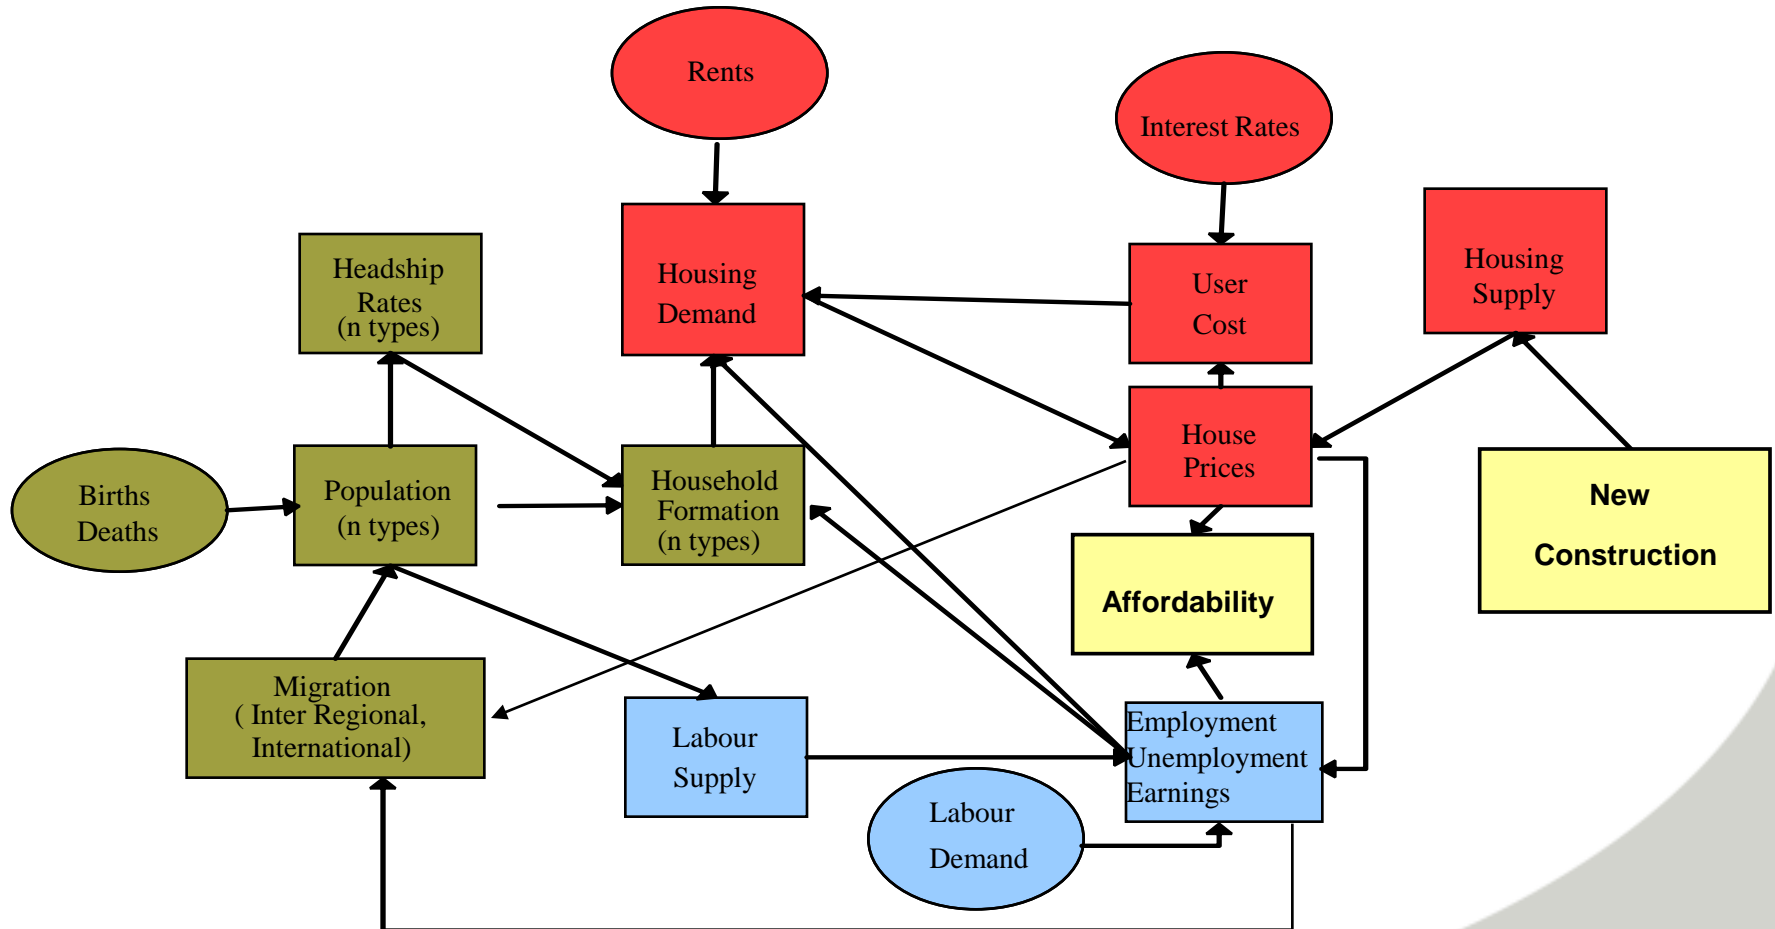 Rents
Interest Rates
Headship
Rates
(n types)
Housing
Demand
User
Cost
Housing
Supply
House
Prices
Births
Deaths
Population
(n types)
Household
Formation
(n types)
New
Construction
Affordability
Migration
( Inter Regional,
International)
Labour
Supply
Employment
Unemployment
Earnings
Labour
Demand